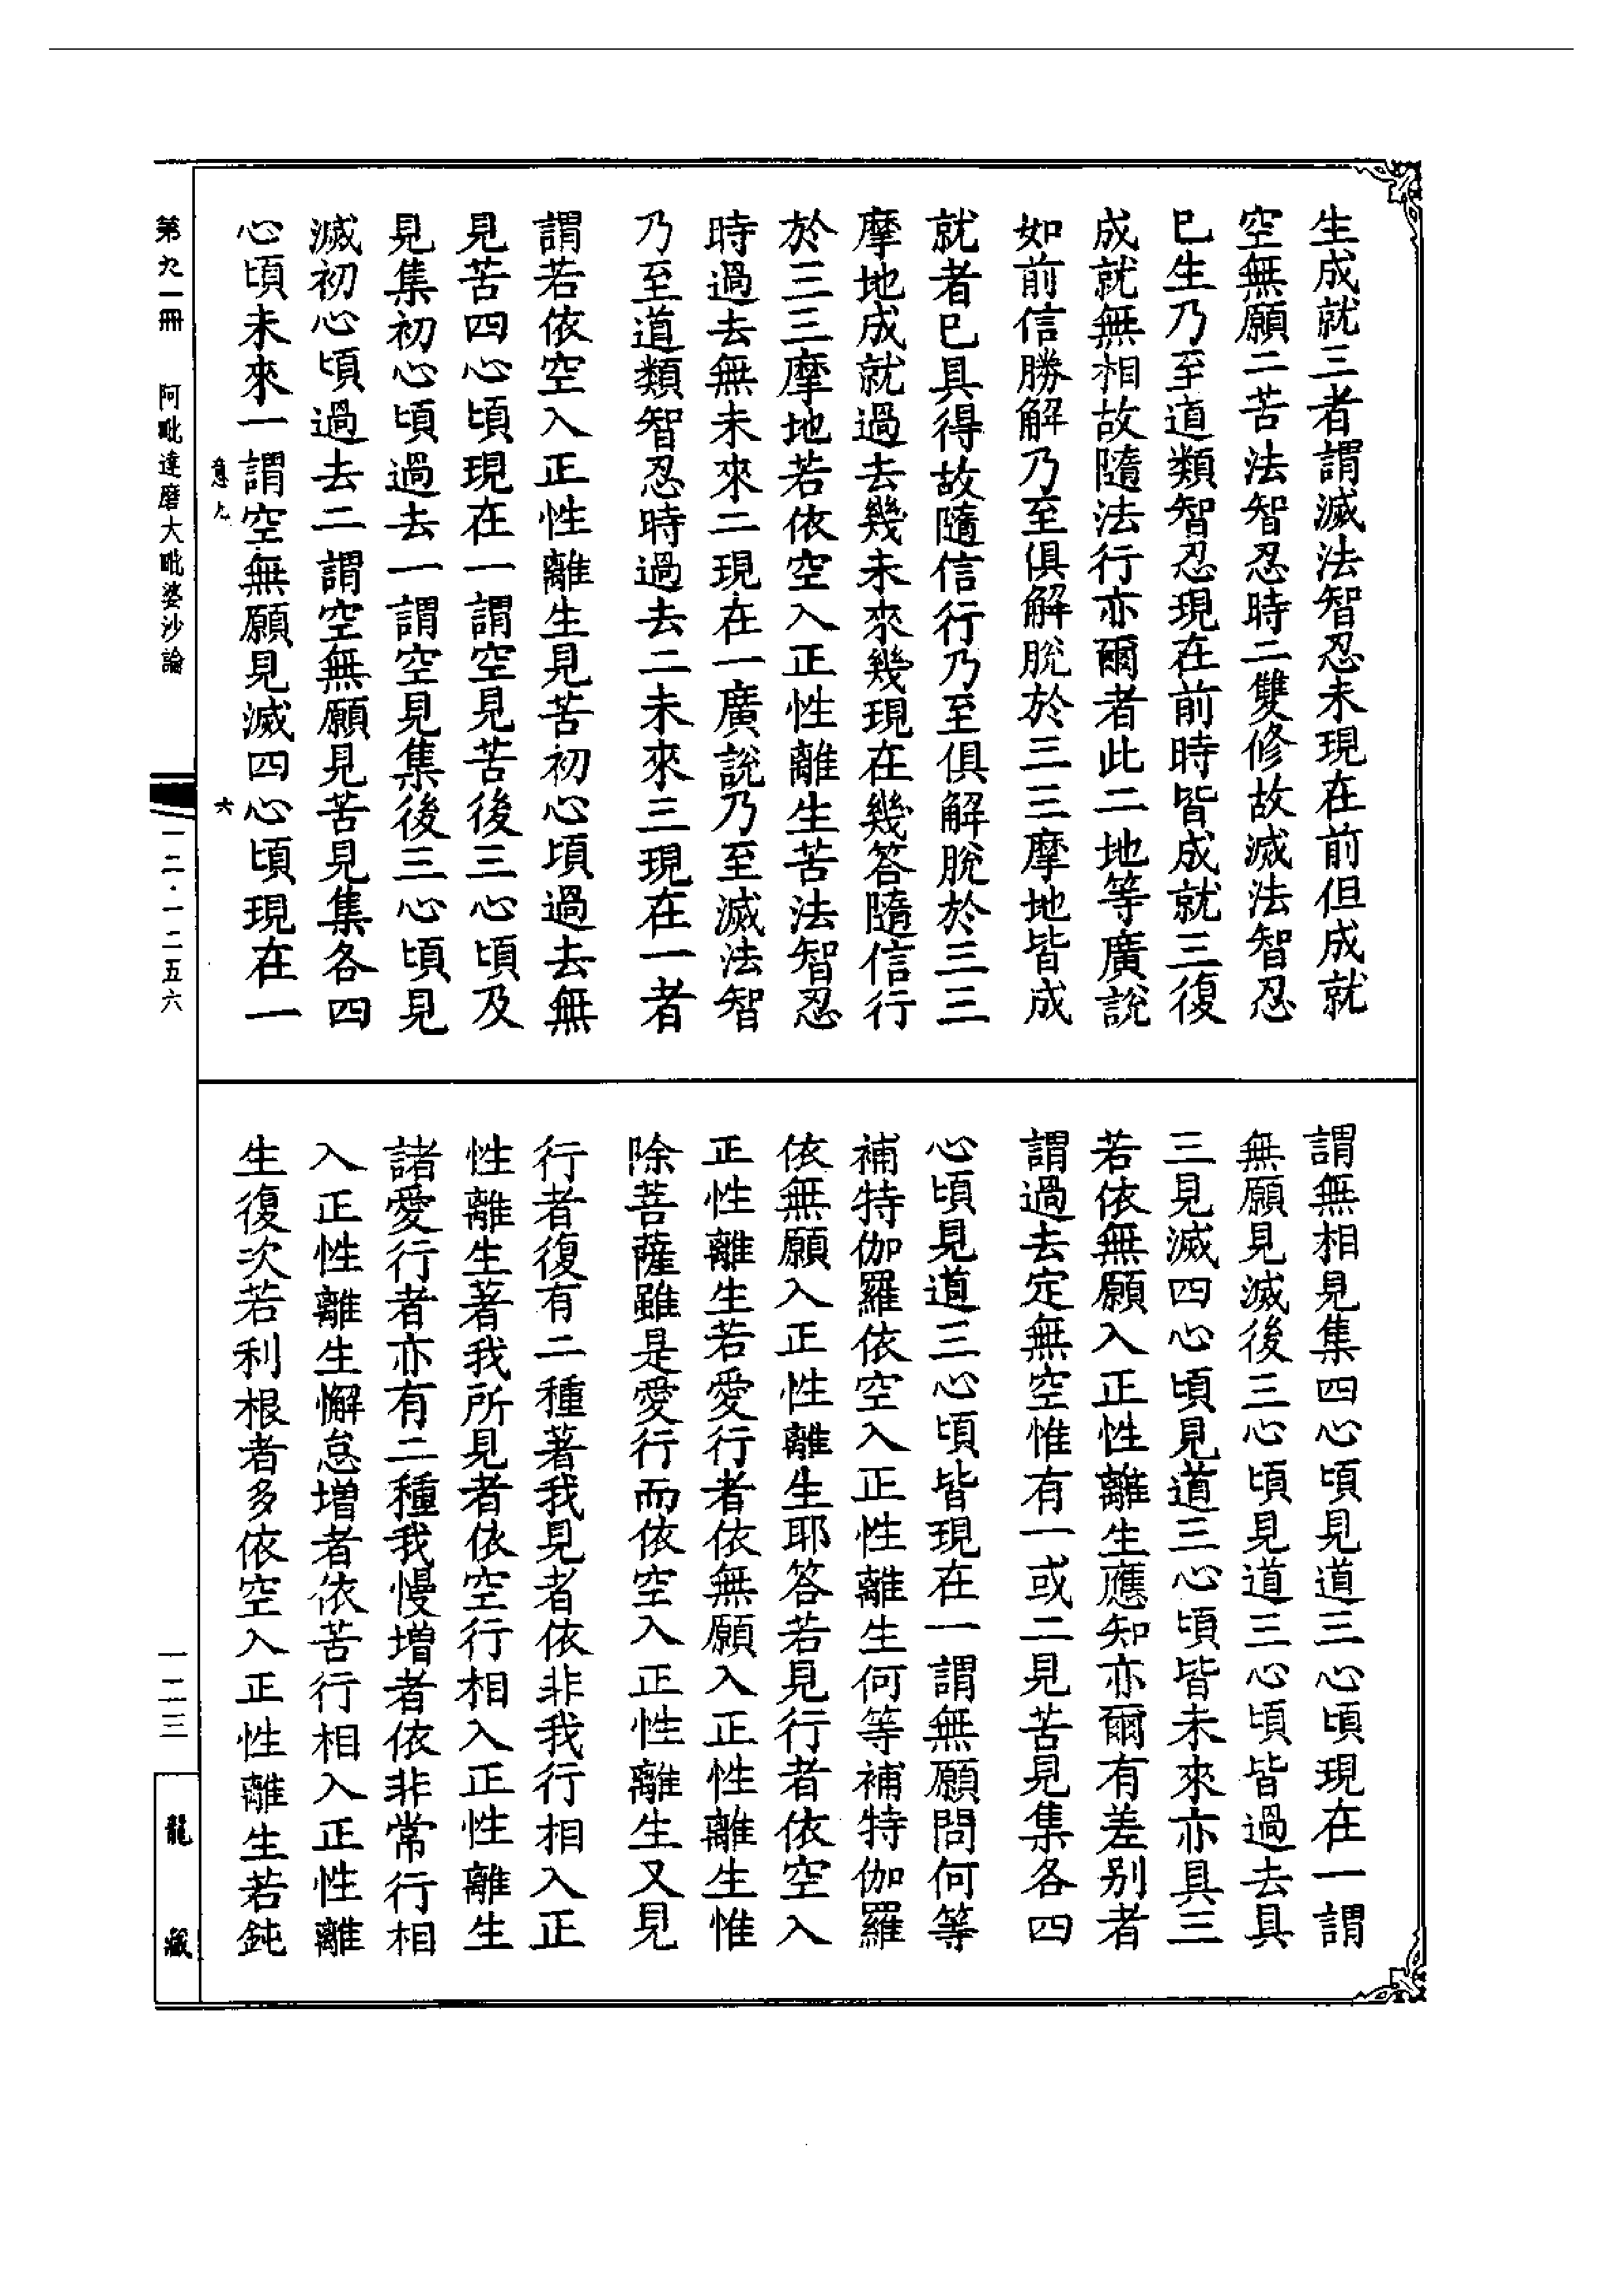 生成就三者謂滅法智忍未現在前但成就
空無願二苦法智忍時二雙修故滅法智忍
已生乃至道類智忍現在前時皆成就三復
成就無相故隨法行亦爾者此二地等廣說
如前信勝解乃至俱解脫於三三摩地皆成
就者已具得故隨信行乃至俱解脫於三三
摩地成就過去幾未來幾現在幾答隨信行
於三三摩地若依空入正性離生苦法智忍
時過去無未來二現在一廣說乃至滅法智
乃至道類智忍時過去二未來三現在一者
謂若依空入正性離生見苦初心頃過去無
見苦四心頃現在一謂空見苦後三心頃及
見集初心頃過去一謂空見集後三心頃見
滅初心頃過去二謂空無願見苦見集各四
心頃未來一謂空無願見滅四心頃現在一
謂無相見集四心頃見道三心頃現在一謂
無願見滅後三心頃見道三心頃皆過去具
三見滅四心頃見道三心頃皆未來亦具三
若依無願入正性離生應知亦爾有差別者
謂過去定無空惟有一或二見苦見集各四
心頃見道三心頃皆現在一謂無願問何等
補特伽羅依空入正性離生何等補特伽羅
依無願入正性離生耶答若見行者依空入
正性離生若愛行者依無願入正性離生惟
除菩薩雖是愛行而依空入正性離生又見
行者復有二種著我見者依非我行相入正
性離生著我所見者依空行相入正性離生
諸愛行者亦有二種我慢增者依非常行相
入正性離生懈怠增者依苦行相入正性離
生復次若利根者多依空入正性離生若鈍
第九一冊 阿毗達磨大毗婆沙論
六
一二·一二五六
一二三
龍藏